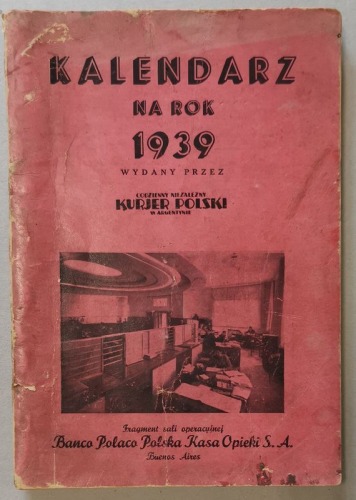 KALENDARZ
NA ROK
1939
WYDANY PRZEZ
CODZIENNY NIEZALEŻNY
KURJER POLSKI
W ARGENTYNIE
Fragment sali operacyjnej
Banco Polaco Polska Kasa Opieki S. A.
Buenos Aires